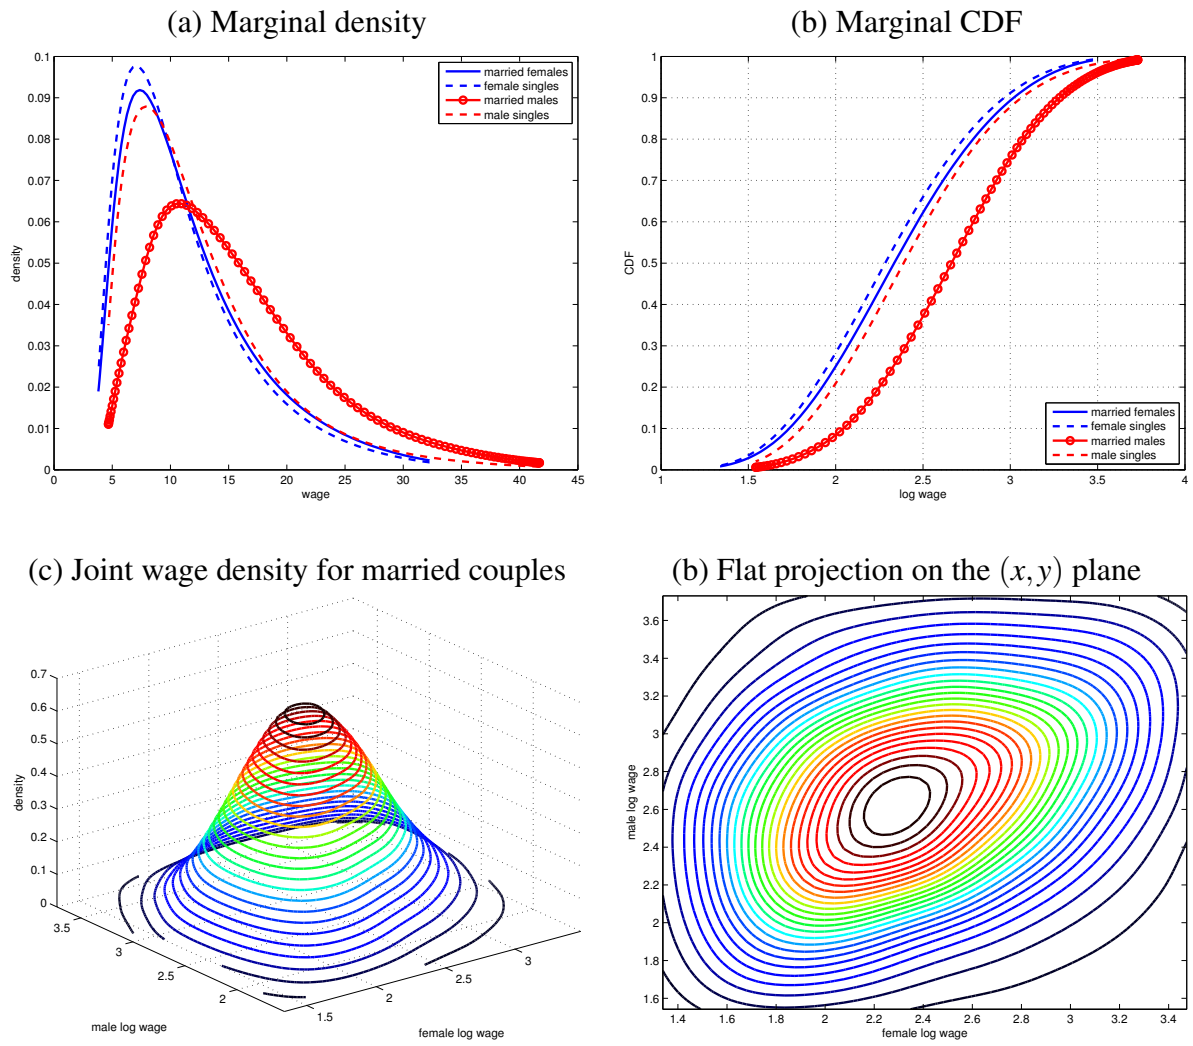 (a) Marginal density
0.1
0.09
0.08
0.07
0.06
0.05
0.04
0.03
0.02
0.01
0
density
0 5 10 15 20 25 30 35 40 45
wage
married females
female singles
married males
male singles
(b) Marginal CDF
1
0.9
0.8
0.7
0.6
0.5
0.4
0.3
0.2
0.1
0
CDF
1 1.5 2 2.5 3 3.5 4
log wage
married females
female singles
married males
male singles
(c) Joint wage density for married couples
0.7
0.6
0.5
0.4
0.3
0.2
0.1
0
density
3.5
3
2.5
2
male log wage
1.5
2
2.5
3
female log wage
(b) Flat projection on the (x, y) plane
3.6
3.4
3.2
3
2.8
2.6
2.4
2.2
2
1.8
1.6
male log wage
1.4 1.6 1.8 2 2.2 2.4 2.6 2.8 3 3.2 3.4
female log wage